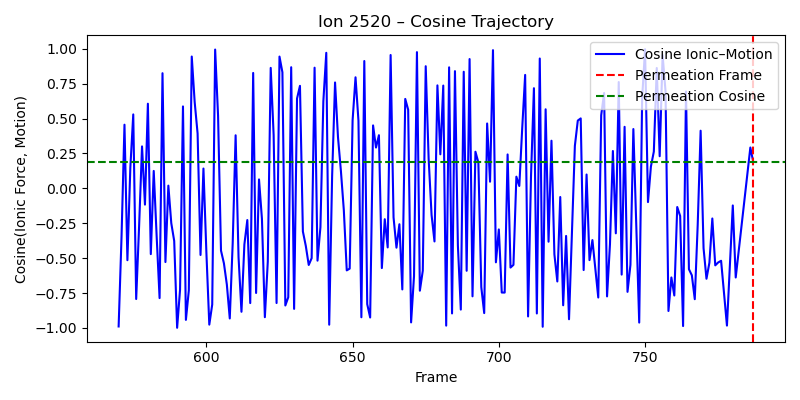 Ion 2520 – Cosine Trajectory
Cosine(Ionic Force, Motion)
1.00
0.75
0.50
0.25
0.00
−0.25
−0.50
−0.75
−1.00
Cosine Ionic–Motion
Permeation Frame
Permeation Cosine
600
650
700
750
Frame